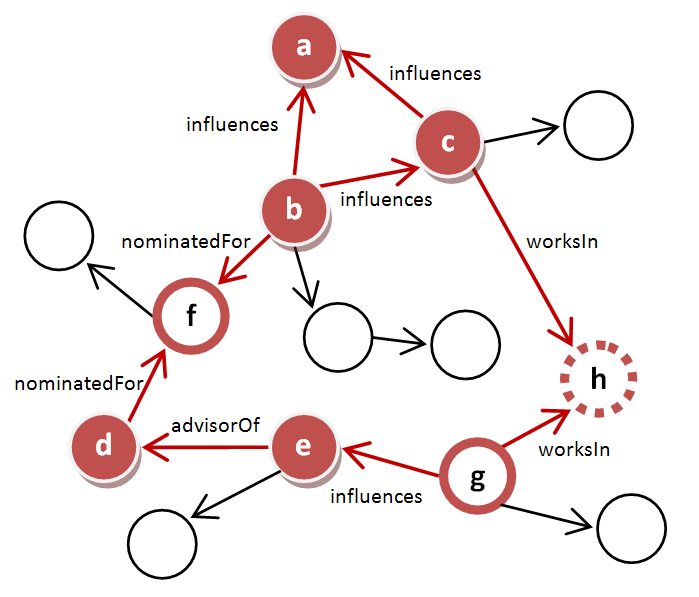 a
influences
influences
c
b
influences
nominatedFor
worksIn
f
h
nominatedFor
advisorOf
d
e
worksIn
g
influences